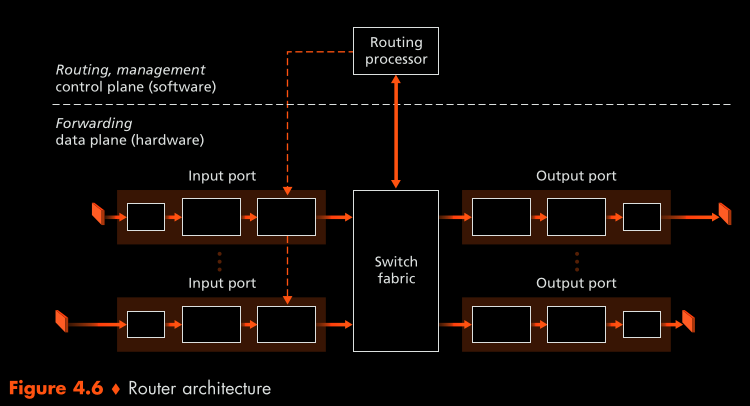 Routing
processor
Routing, management
control plane (software)
Forwarding
data plane (hardware)
Input port
Output port
Switch
fabric
Input port
Output port
Figure 4.6 ♦ Router architecture